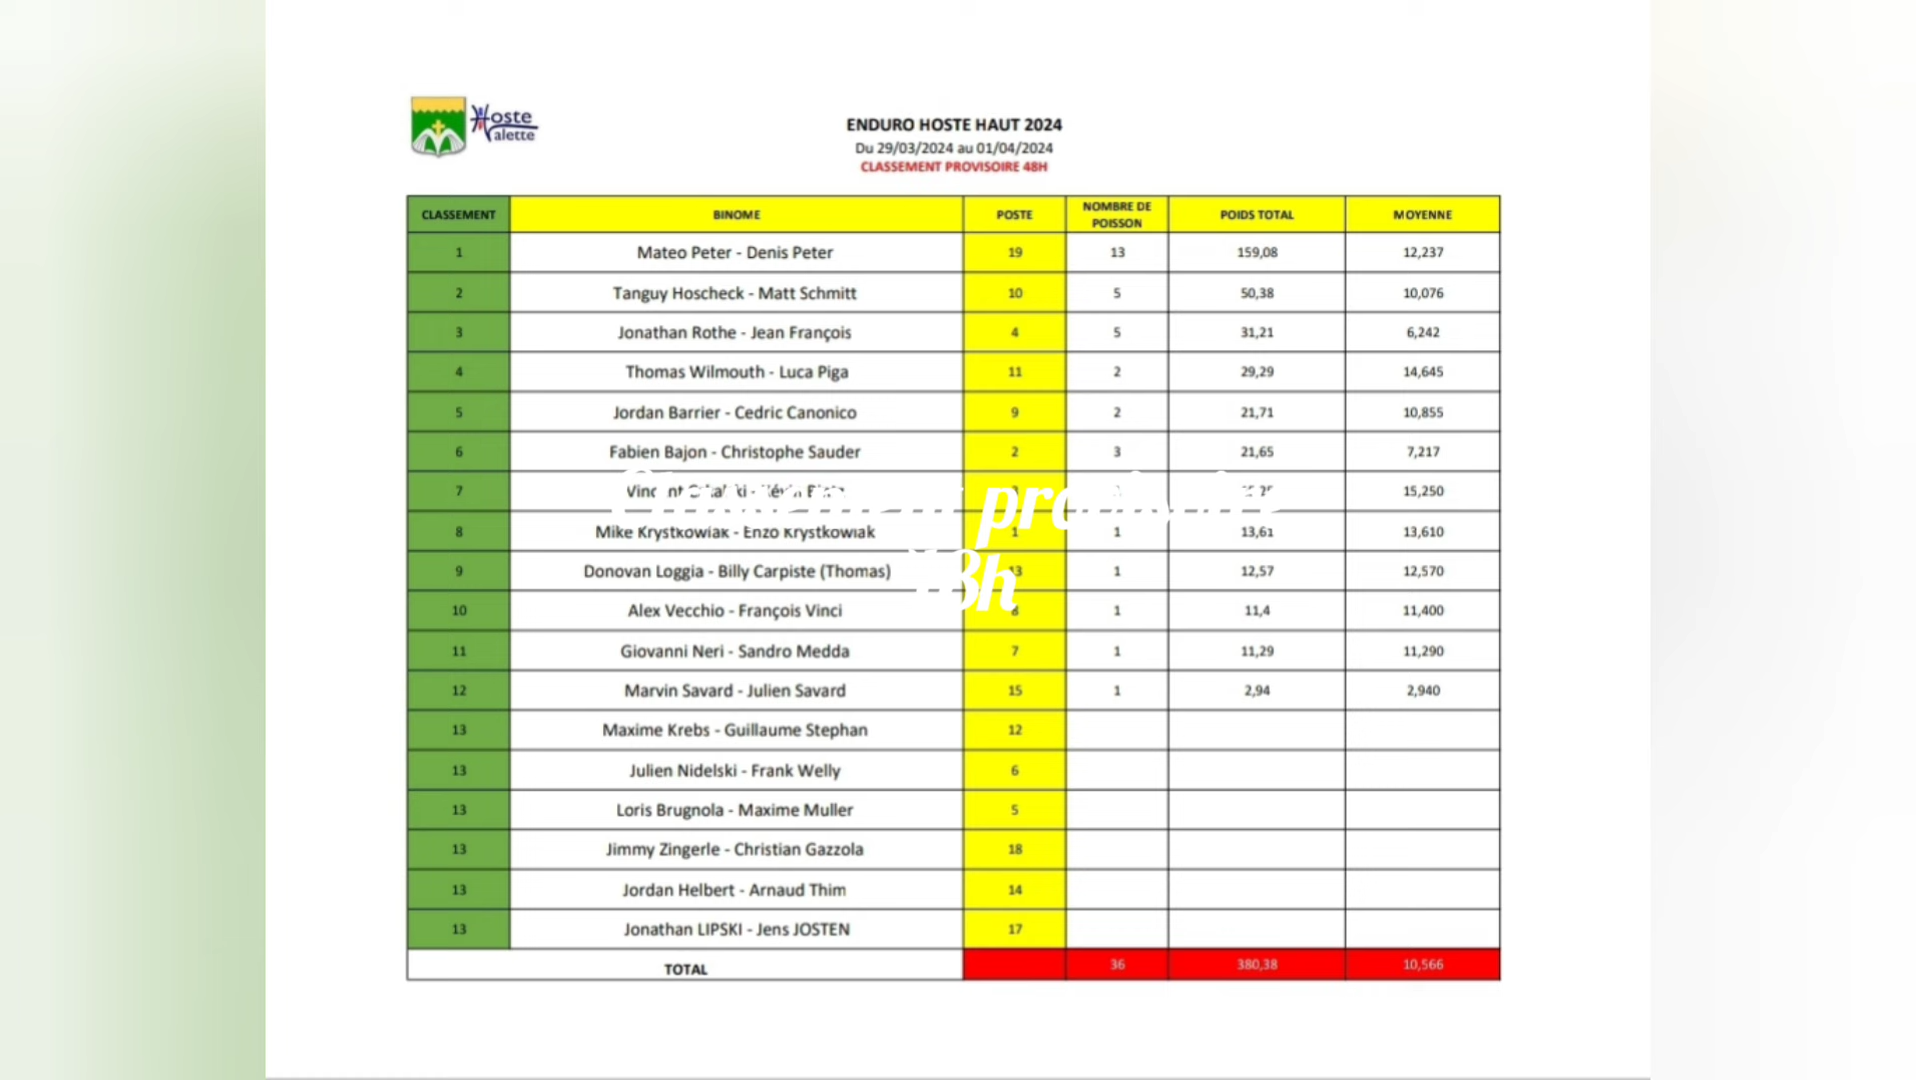 Hoste
Valette
ENDURO HOSTE HAUT 2024
Du 29/03/2024 au 01/04/2024
CLASSEMENT PROVISOIRE 48H
CLASSEMENT BINOME POSTE NOMBRE DE POISSON POIDS TOTAL MOYENNE
1 Mateo Peter - Denis Peter 19 13 159,08 12,237
2 Tanguy Hoscheck - Matt Schmitt 10 5 50,38 10,076
3 Jonathan Rothe - Jean François 4 5 31,21 6,242
4 Thomas Wilmouth - Luca Piga 11 2 29,29 14,645
5 Jordan Barrier - Cedric Canonico 9 2 21,71 10,855
6 Fabien Bajon - Christophe Sauder 2 3 21,65 7,217
7 Vincent 15,250
Classement provisoire
8 Mike Krystkowiak - Enzo Krystkowiak 1 1 13,61 13,610
9 Donovan Loggia - Billy Carpiste (Thomas) 13 1 12,57 12,570
48h
10 Alex Vecchio - François Vinci 8 1 11,4 11,400
11 Giovanni Neri - Sandro Medda 7 1 11,29 11,290
12 Marvin Savard - Julien Savard 15 1 2,94 2,940
13 Maxime Krebs - Guillaume Stephan 12
13 Julien Nidelski - Frank Welly 6
13 Loris Brugnola - Maxime Muller 5
13 Jimmy Zingerle - Christian Gazzola 18
13 Jordan Helbert - Arnaud Thim 14
13 Jonathan LIPSKI - Jens JOSTEN 17
TOTAL 36 380,38 10,566